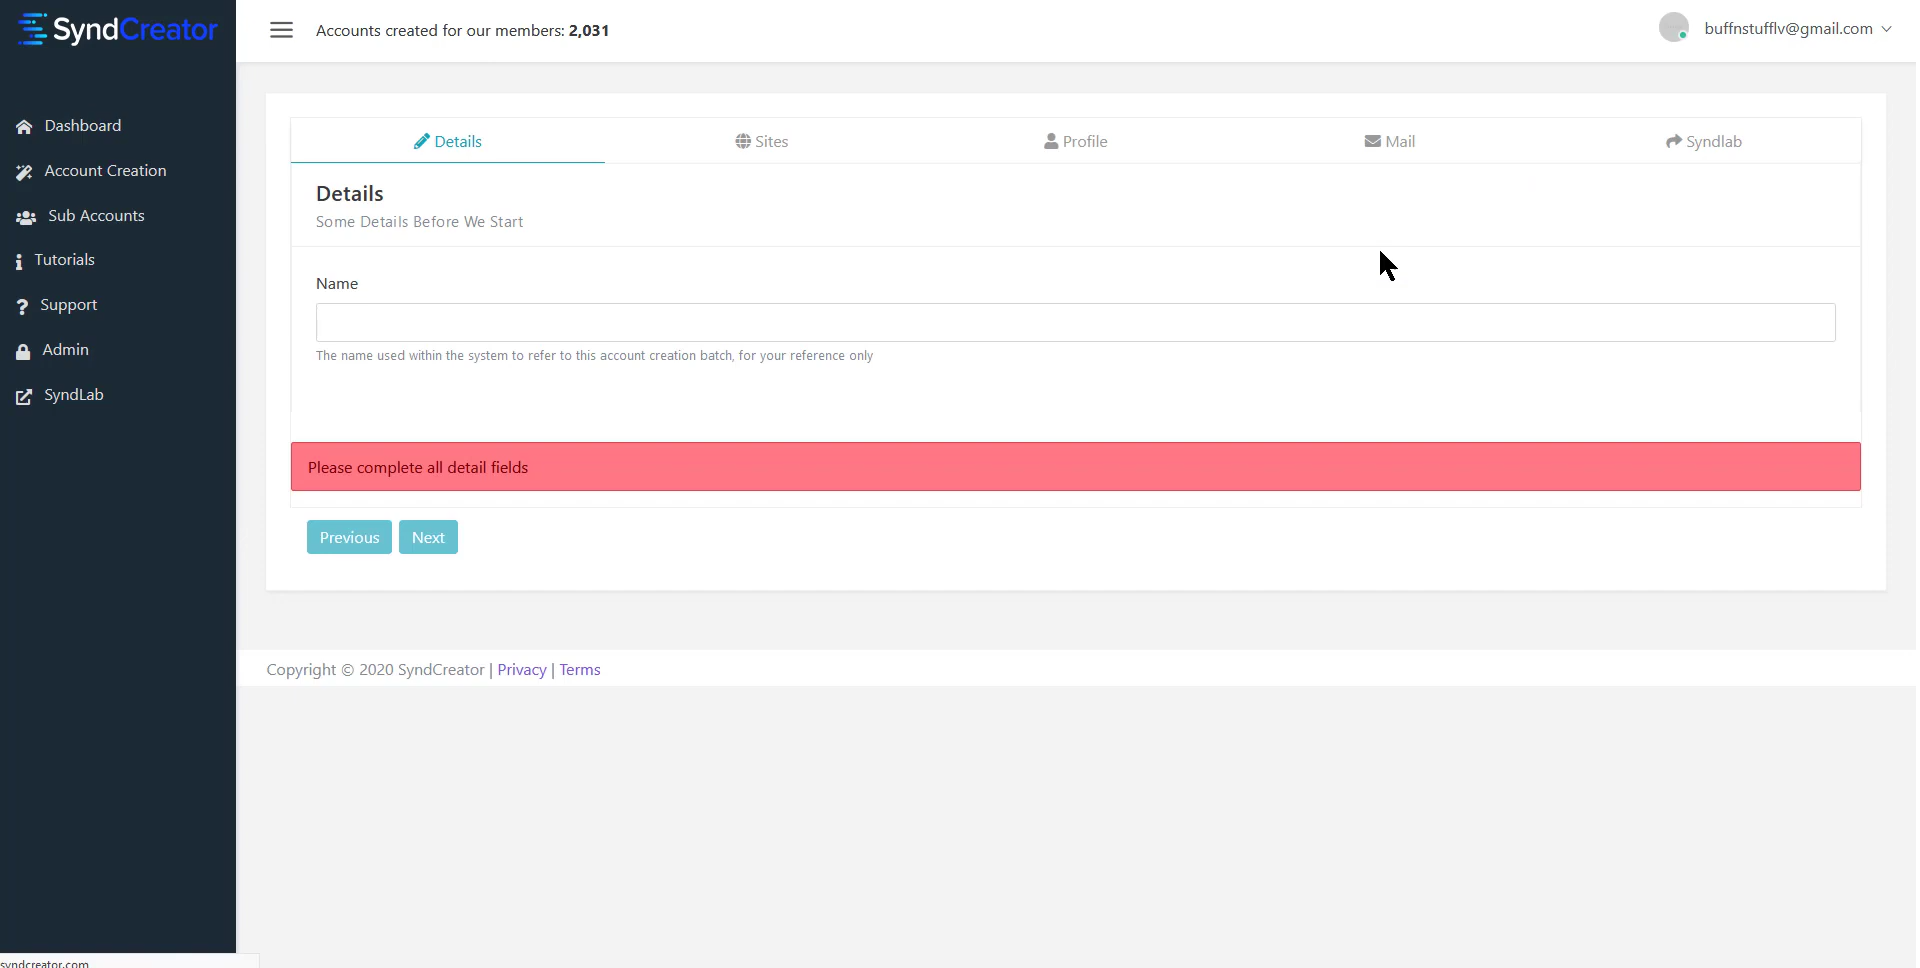 SyndCreator
Accounts created for our members: 2,031
buffnstufflv@gmail.com
Dashboard
Account Creation
Sub Accounts
Tutorials
Support
Admin
SyndLab
Details
Sites
Profile
Mail
Syndlab
Details
Some Details Before We Start
Name
The name used within the system to refer to this account creation batch, for your reference only
Please complete all detail fields
Previous
Next
Copyright © 2020 SyndCreator | Privacy | Terms
syndcreator.com